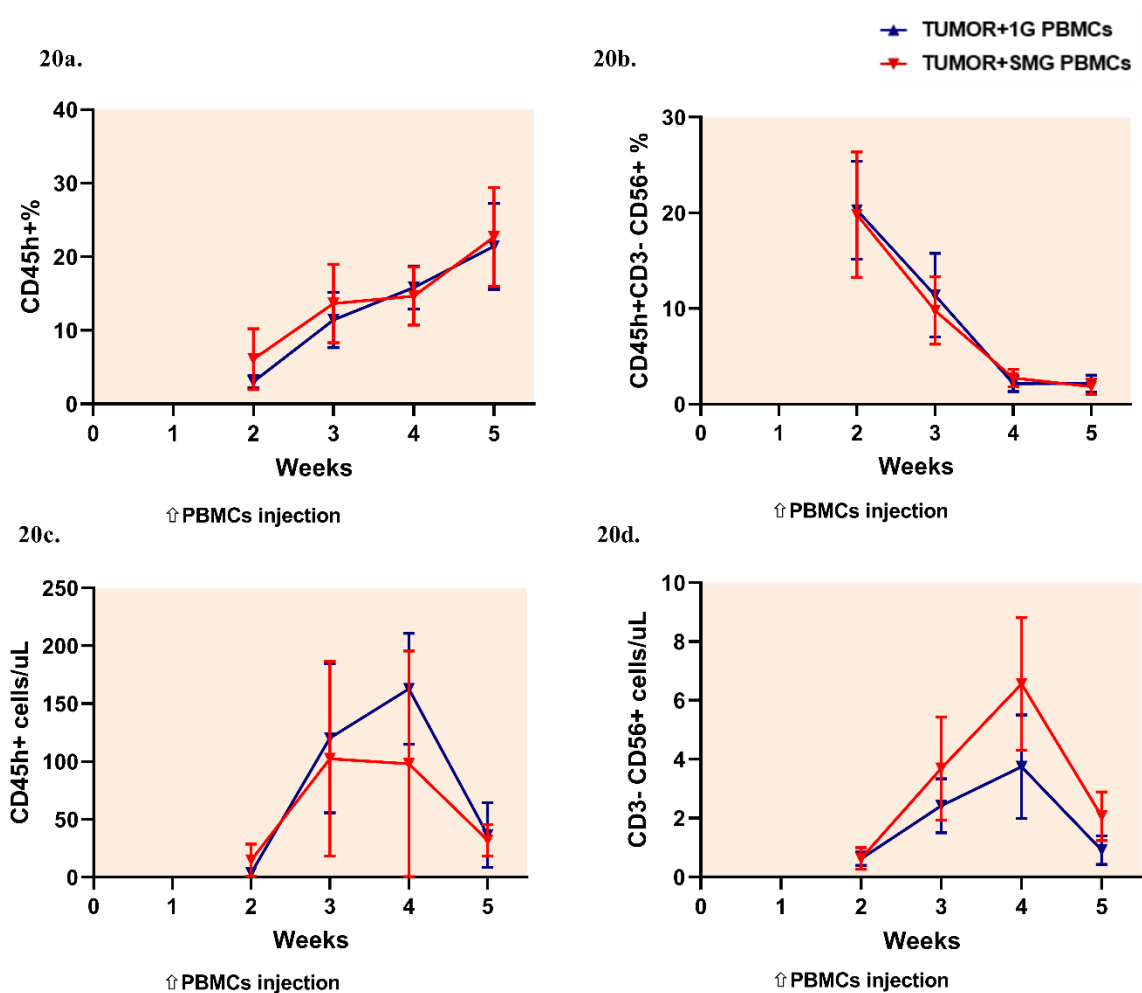 TUMOR+1G PBMCs
TUMOR+SMG PBMCs
20a.
CD45h+%
40
30
20
10
0
0 1 2 3 4 5
Weeks
⇧PBMCs injection
20b.
CD45h+CD3- CD56+ %
30
20
10
0
0 1 2 3 4 5
Weeks
⇧PBMCs injection
20c.
CD45h+ cells/uL
250
200
150
100
50
0
0 1 2 3 4 5
Weeks
⇧PBMCs injection
20d.
CD3- CD56+ cells/uL
10
8
6
4
2
0
0 1 2 3 4 5
Weeks
⇧PBMCs injection